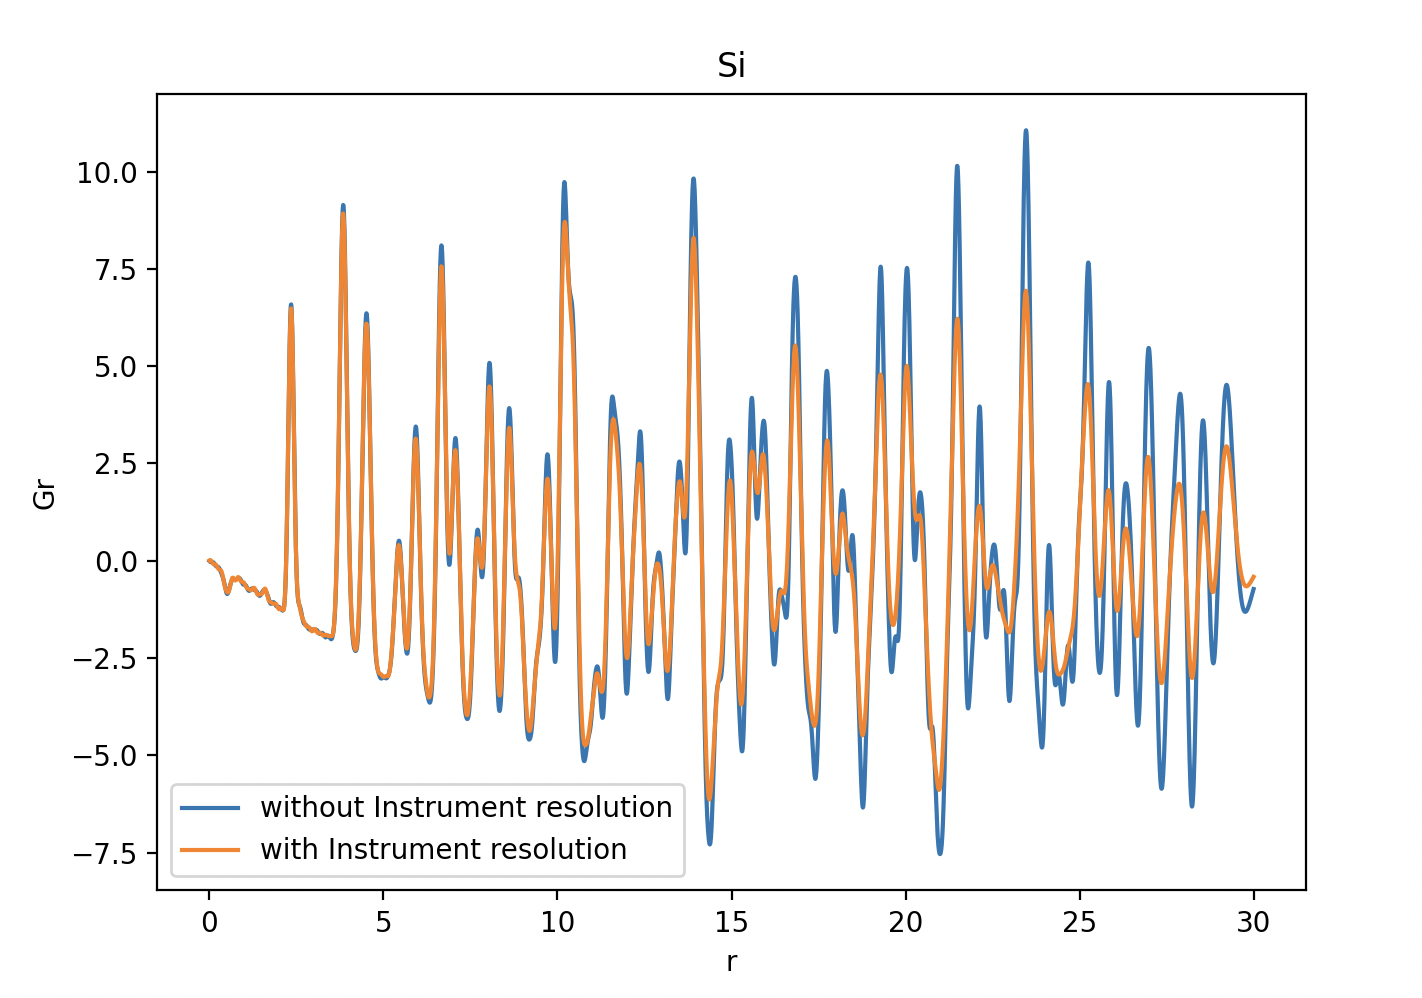 Si
10.0
7.5
5.0
2.5
0.0
−2.5
−5.0
−7.5
Gr
without Instrument resolution
with Instrument resolution
0 5 10 15 20 25 30
r